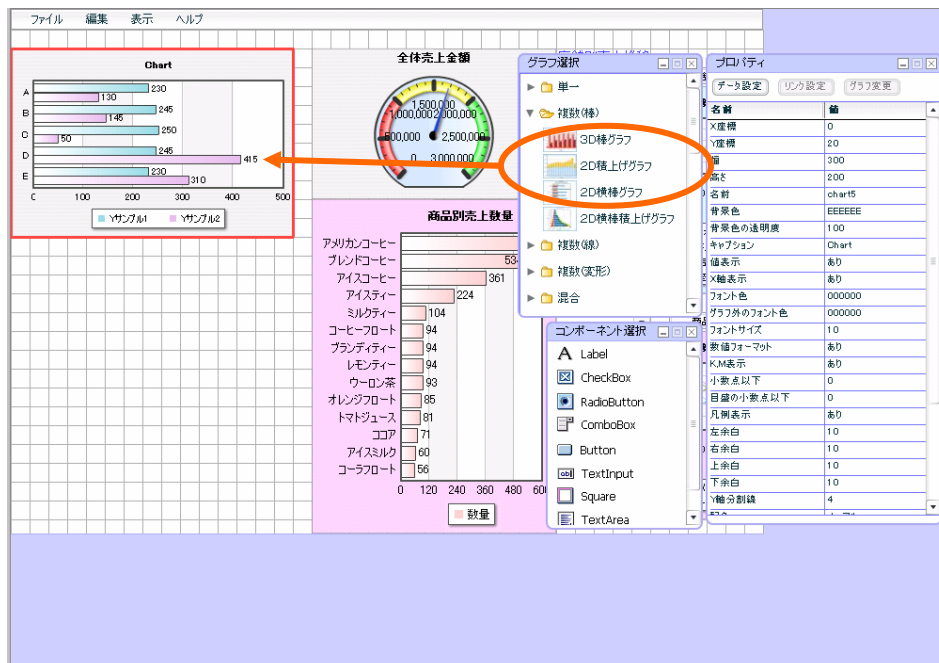 ファイル 編集 表示 ヘルプ
Chart
A
230
130
B
245
145
C
250
50
D
245
415
E
230
310
0 100 200 300 400 500
Yサンプル1 Yサンプル2
全体売上金額
1,500,000
1,000,000 2,000,000
500,000 2,500,000
0 3,000,000
商品別売上数量
アメリカンコーヒー
ブレンドコーヒー 534
アイスコーヒー 361
アイスティー 224
ミルクティー 104
コーヒーフロート 94
ブランディティー 94
レモンティー 94
ウーロン茶 93
オレンジフロート 85
トマトジュース 81
ココア 71
アイスミルク 60
コーラフロート 56
0 120 240 360 480 600
数量
グラフ選択
単一
複数(棒)
3D棒グラフ
2D積上げグラフ
2D横棒グラフ
2D横棒積上げグラフ
複数(線)
複数(変形)
混合
コンポーネント選択
A Label
CheckBox
RadioButton
ComboBox
Button
TextInput
Square
TextArea
プロパティ
データ設定 リンク設定 グラフ変更
名前 値
X座標 0
Y座標 20
幅 300
高さ 200
名前 chart5
背景色 EEEEEE
背景色の透明度 100
キャプション Chart
値表示 あり
X軸表示 あり
フォント色 000000
グラフ外のフォント色 000000
フォントサイズ 10
数値フォーマット あり
K,M表示 あり
小数点以下 0
目盛の小数点以下 0
凡例表示 あり
左余白 10
右余白 10
上余白 10
下余白 10
Y軸分割線 4